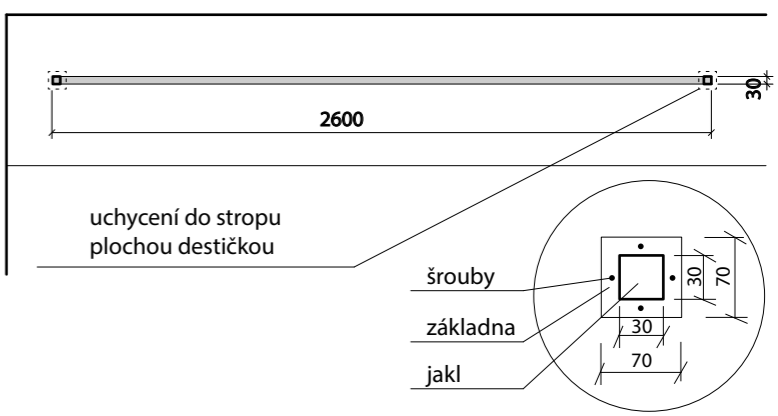 30
2600
uchycení do stropu
plochou destičkou
šrouby
základna
jakl
30
70
30
70